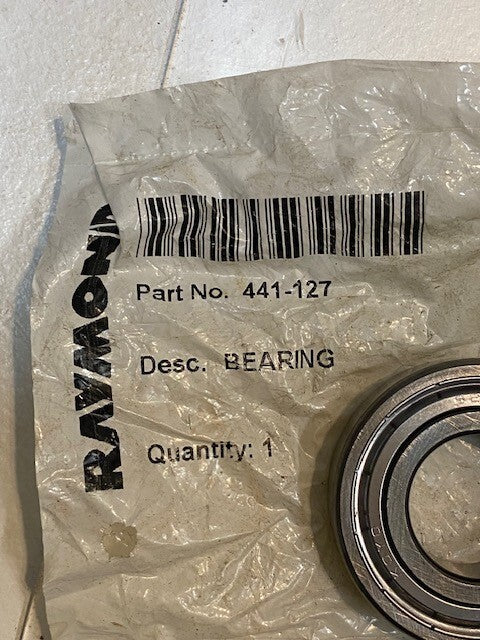 RAYMOND
Part No. 441-127
Desc. BEARING
Quantity: 1